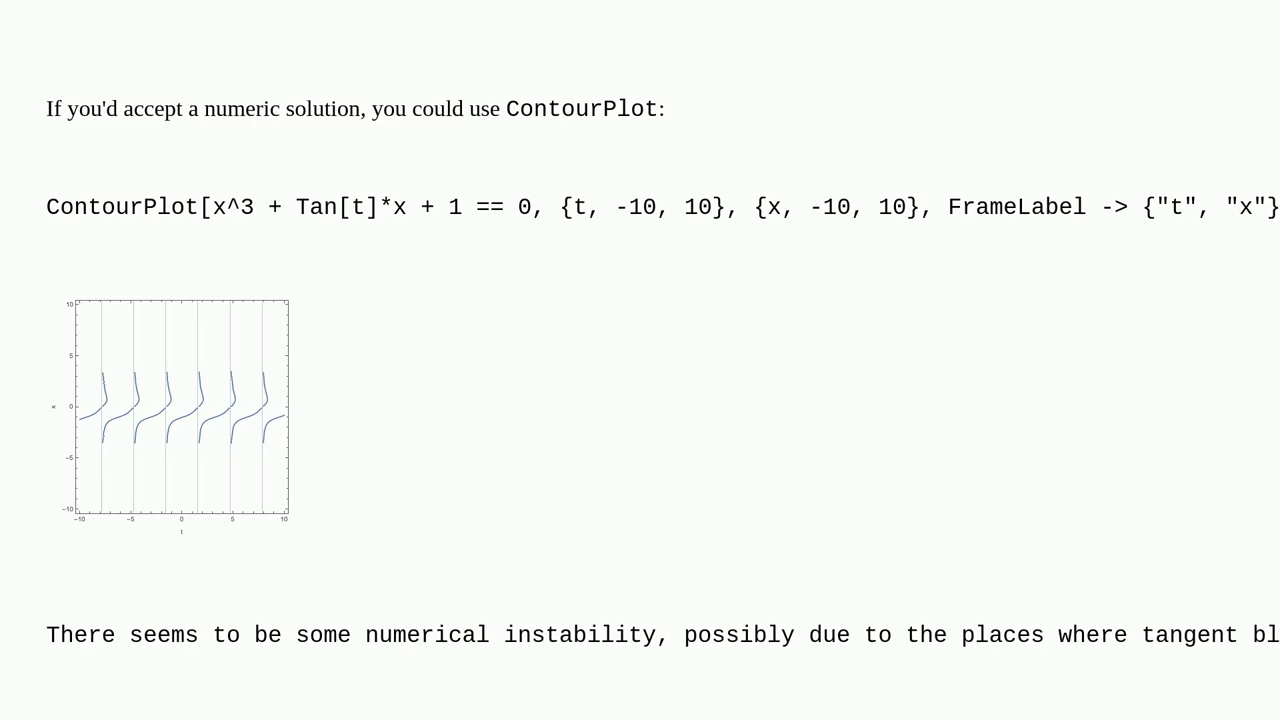 If you'd accept a numeric solution, you could use ContourPlot:
ContourPlot[x^3 + Tan[t]*x + 1 == 0, {t, -10, 10}, {x, -10, 10}, FrameLabel -> {"t", "x"}
10
5
x
0
−5
−10
−10 −5 0 5 10
t
There seems to be some numerical instability, possibly due to the places where tangent bl